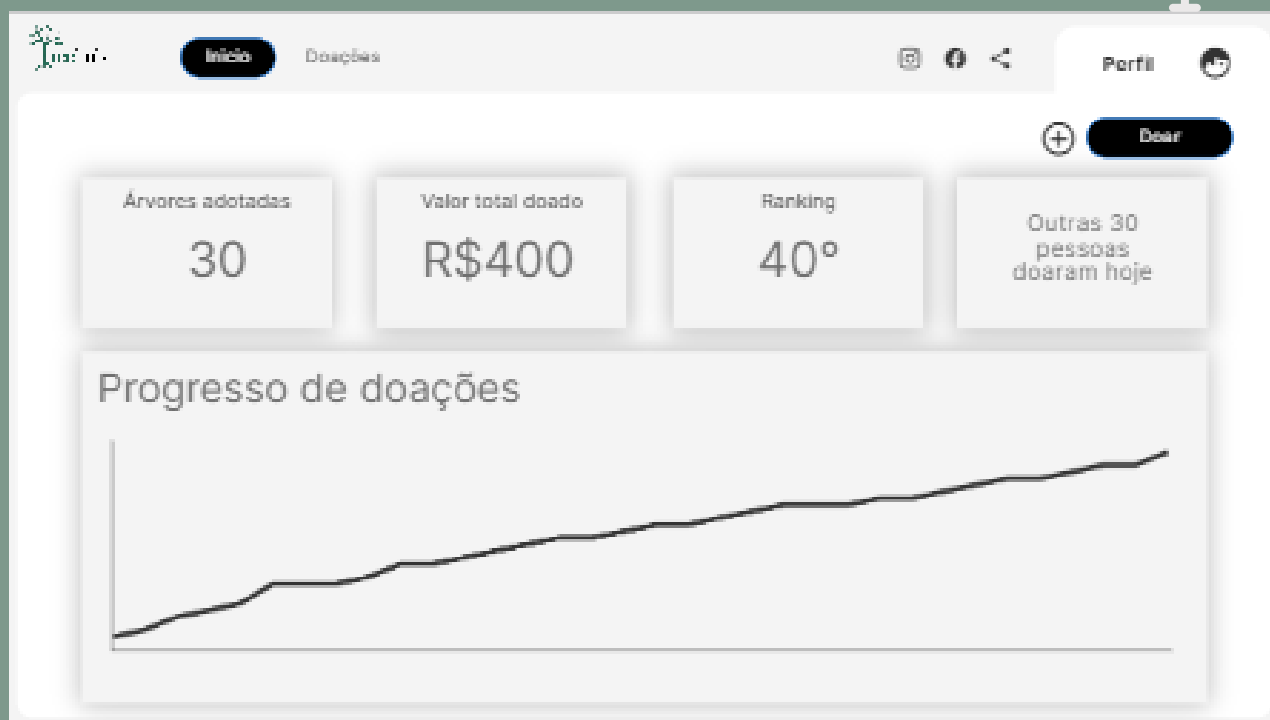 Início
Doações
Perfil
Doar
Árvores adotadas
30
Valor total doado
R$400
Ranking
40º
Outras 30
pessoas
doaram hoje
Progresso de doações